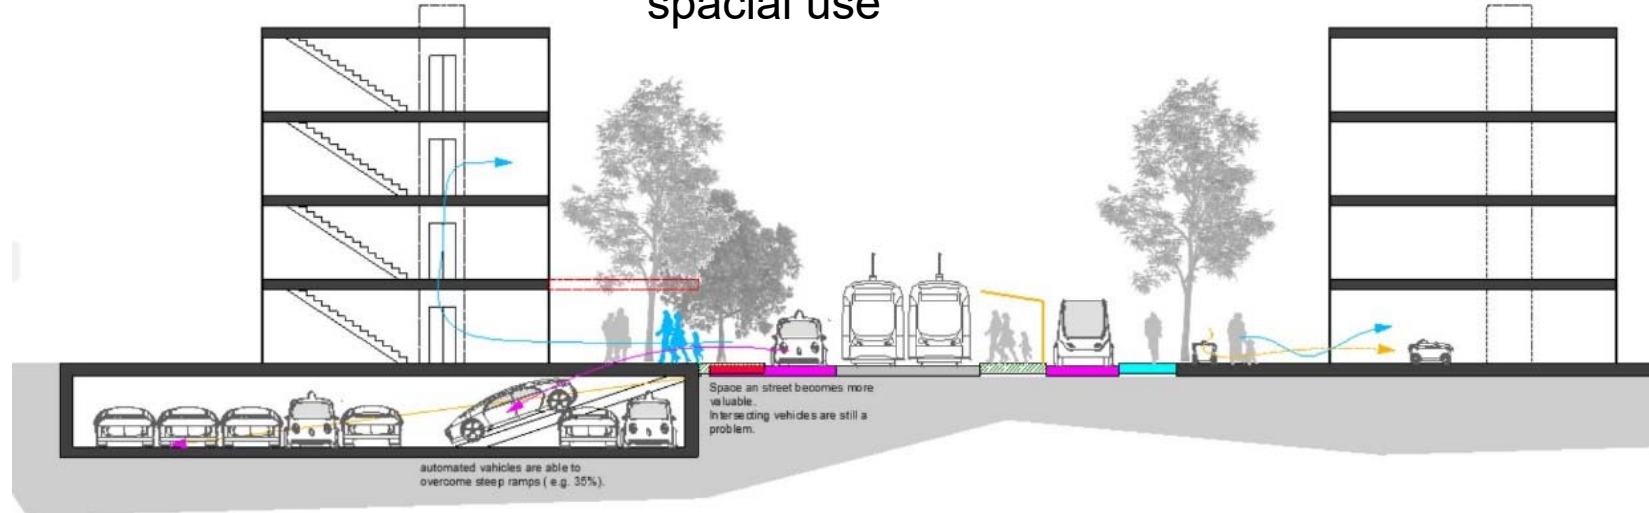 spacial use
Space an street becomes more
valuable.
Intersecting vehicles are still a
problem.
automated vahicles are able to
overcome steep ramps ( e.g. 35%).